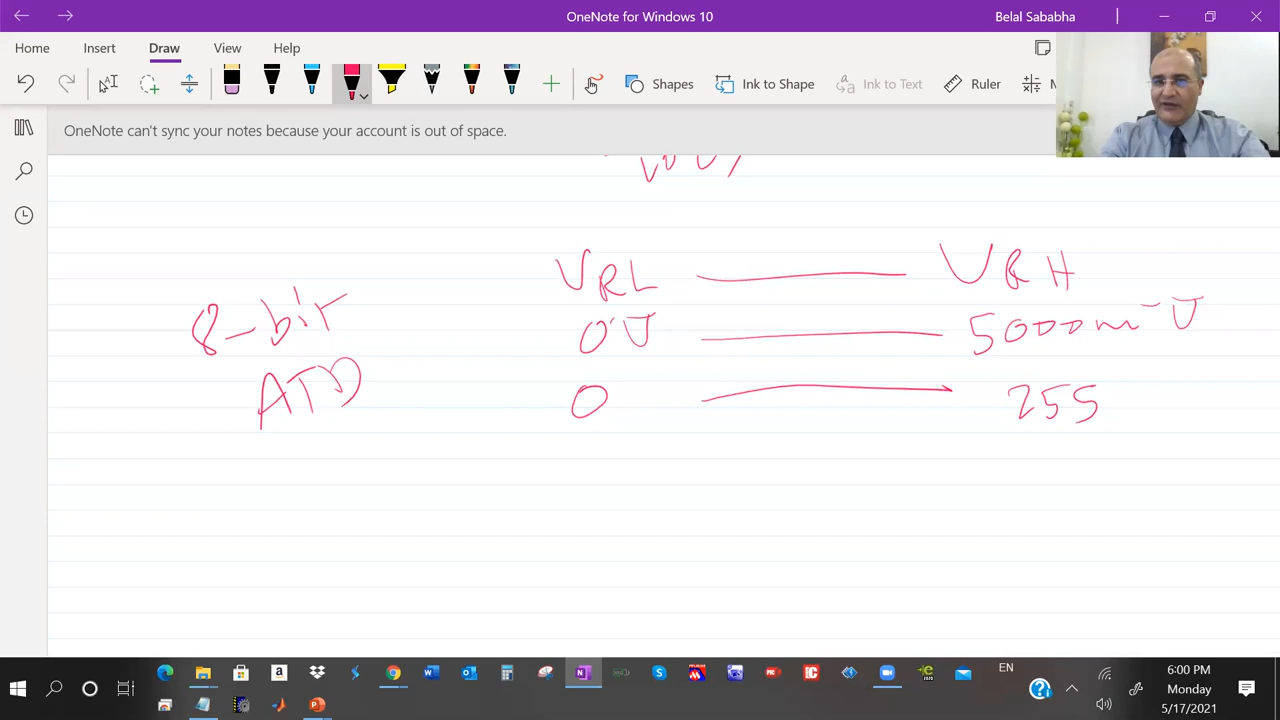 OneNote for Windows 10
Belal Sababha
Home Insert Draw View Help
Shapes Ink to Shape Ink to Text Ruler M
OneNote can't sync your notes because your account is out of space.
VRL VRH
8-bit 0V 5000mV
ATD 0 255
EN
6:00 PM
Monday
5/17/2021